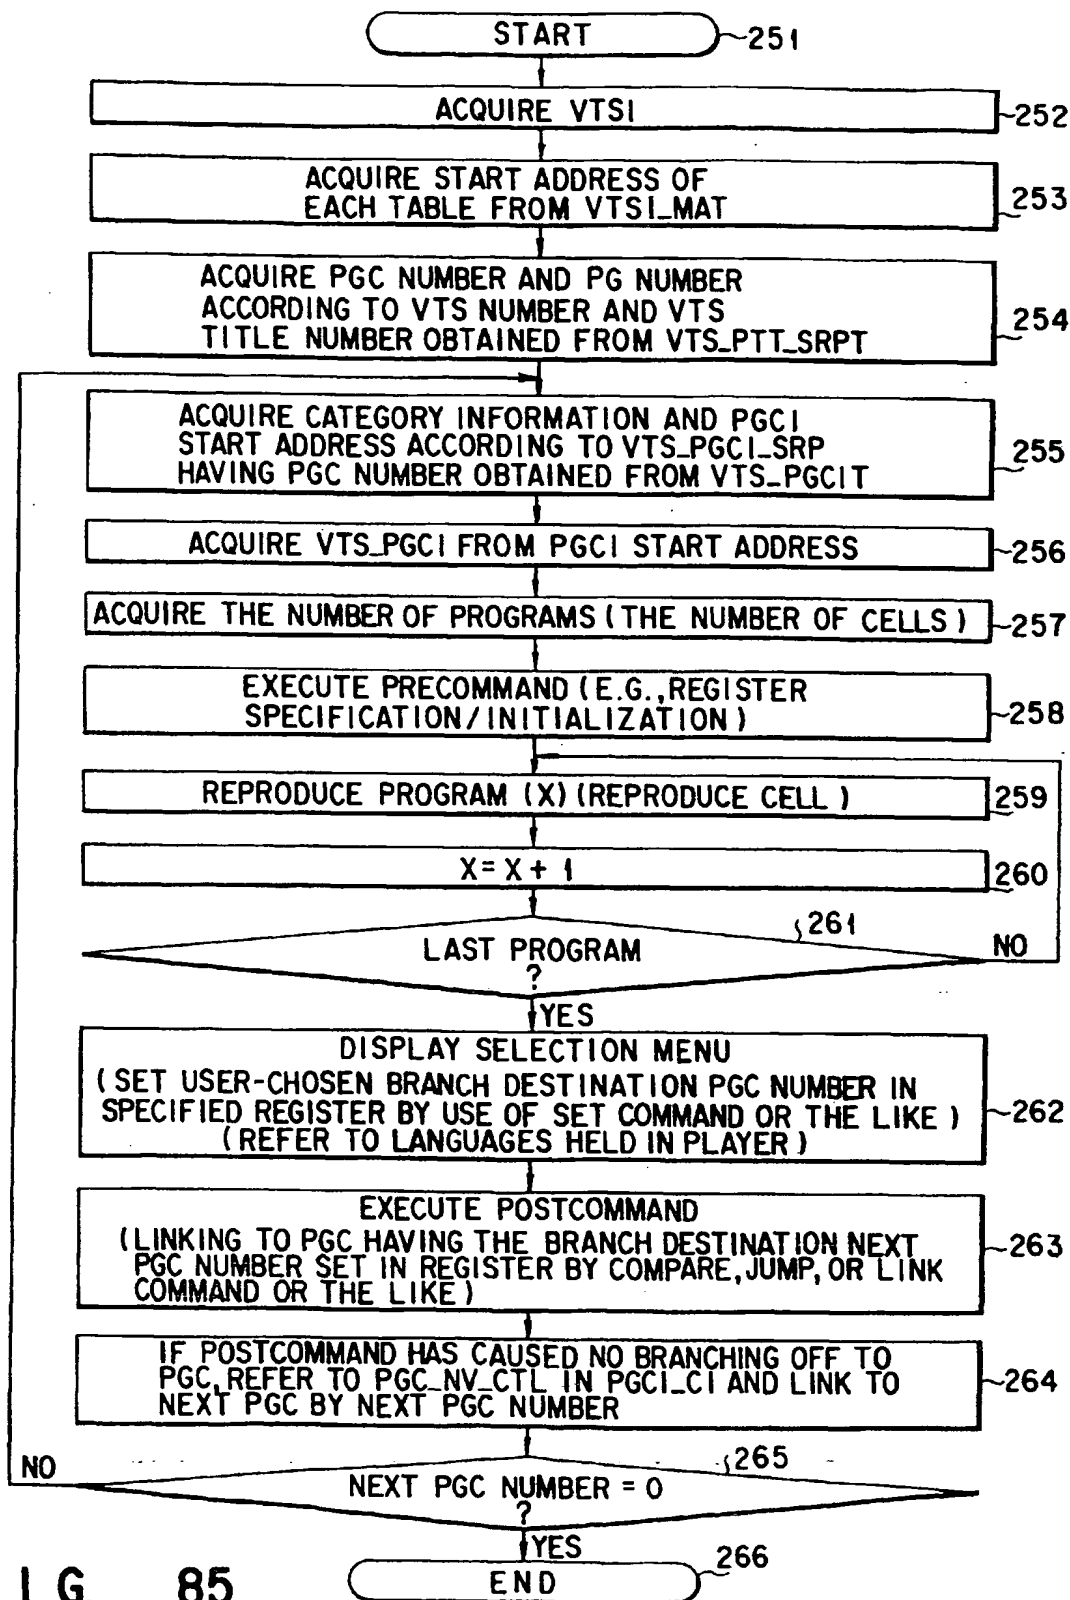 START 251
ACQUIRE VTSI 252
ACQUIRE START ADDRESS OF
EACH TABLE FROM VTSI_MAT 253
ACQUIRE PGC NUMBER AND PG NUMBER
ACCORDING TO VTS NUMBER AND VTS
TITLE NUMBER OBTAINED FROM VTS_PTT_SRPT 254
ACQUIRE CATEGORY INFORMATION AND PGCI
START ADDRESS ACCORDING TO VTS_PGCI_SRP
HAVING PGC NUMBER OBTAINED FROM VTS_PGCIT 255
ACQUIRE VTS_PGCI FROM PGCI START ADDRESS 256
ACQUIRE THE NUMBER OF PROGRAMS (THE NUMBER OF CELLS) 257
EXECUTE PRECOMMAND (E.G., REGISTER
SPECIFICATION/INITIALIZATION) 258
REPRODUCE PROGRAM (X) (REPRODUCE CELL) 259
X = X + 1 260
261
LAST PROGRAM NO
?
YES
DISPLAY SELECTION MENU
(SET USER-CHOSEN BRANCH DESTINATION PGC NUMBER IN
SPECIFIED REGISTER BY USE OF SET COMMAND OR THE LIKE) 262
(REFER TO LANGUAGES HELD IN PLAYER)
EXECUTE POSTCOMMAND
(LINKING TO PGC HAVING THE BRANCH DESTINATION NEXT 263
PGC NUMBER SET IN REGISTER BY COMPARE, JUMP, OR LINK
COMMAND OR THE LIKE)
IF POSTCOMMAND HAS CAUSED NO BRANCHING OFF TO
PGC, REFER TO PGC_NV_CTL IN PGCI_CI AND LINK TO 264
NEXT PGC BY NEXT PGC NUMBER
265
NO NEXT PGC NUMBER = 0
?
YES
END 266
I G. 85